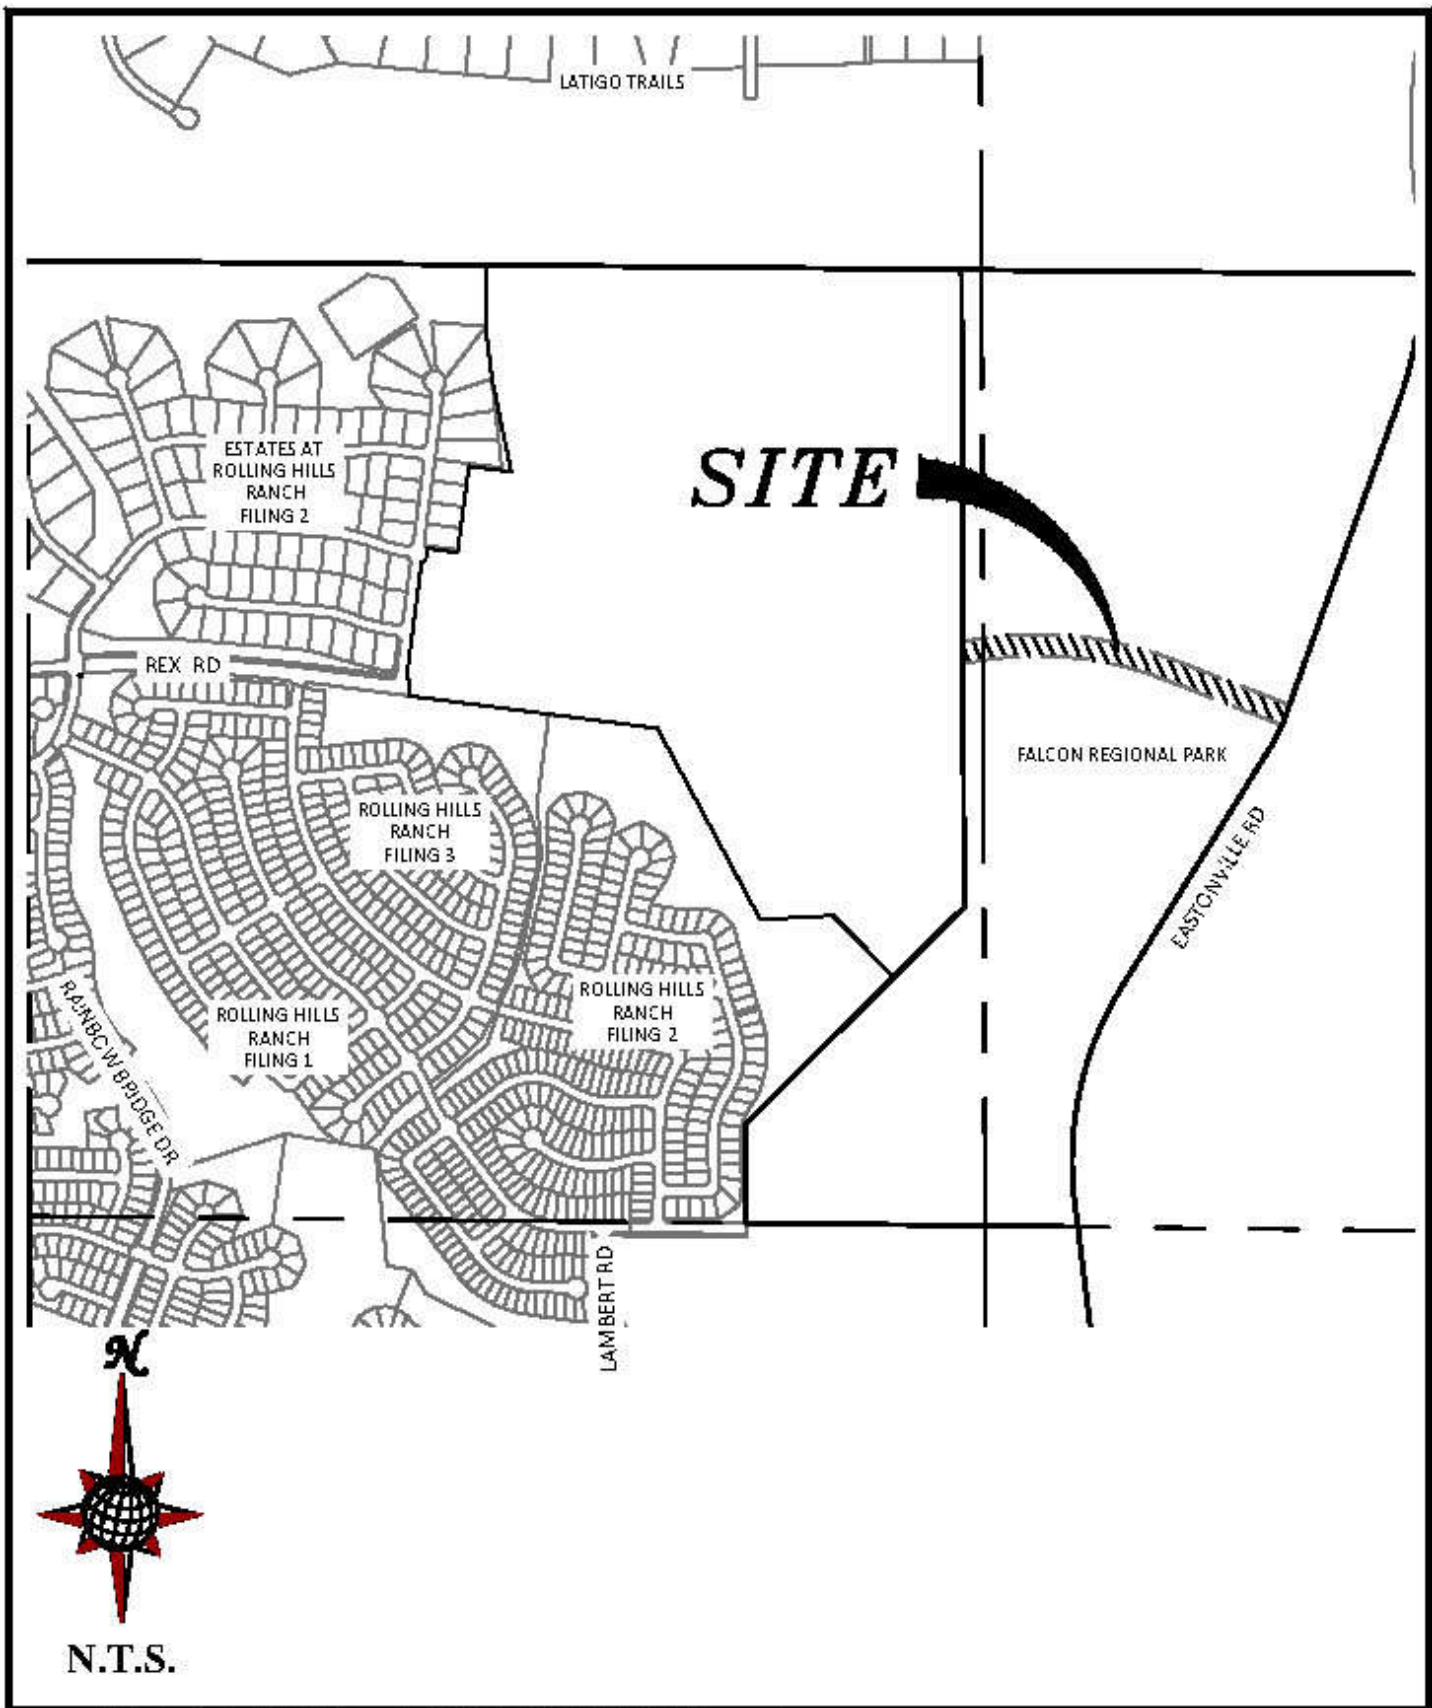 LATIGO TRAILS
ESTATES AT
ROLLING HILLS
RANCH
FILING 2
SITE
REX RD
FALCON REGIONAL PARK
ROLLING HILLS
RANCH
FILING 3
EASTONVILLE RD
ROLLING HILLS
RANCH
FILING 2
ROLLING HILLS
RANCH
FILING 1
RAINBOW BRIDGE DR
LAMBERT RD
N
N.T.S.